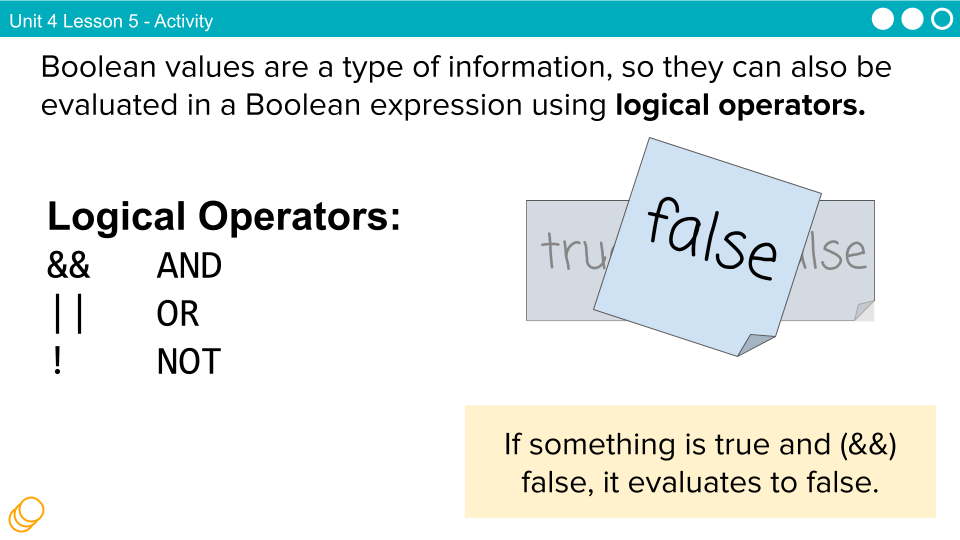 Unit 4 Lesson 5 - Activity
Boolean values are a type of information, so they can also be
evaluated in a Boolean expression using logical operators.
Logical Operators:
&& AND
|| OR
! NOT
false
If something is true and (&&)
false, it evaluates to false.